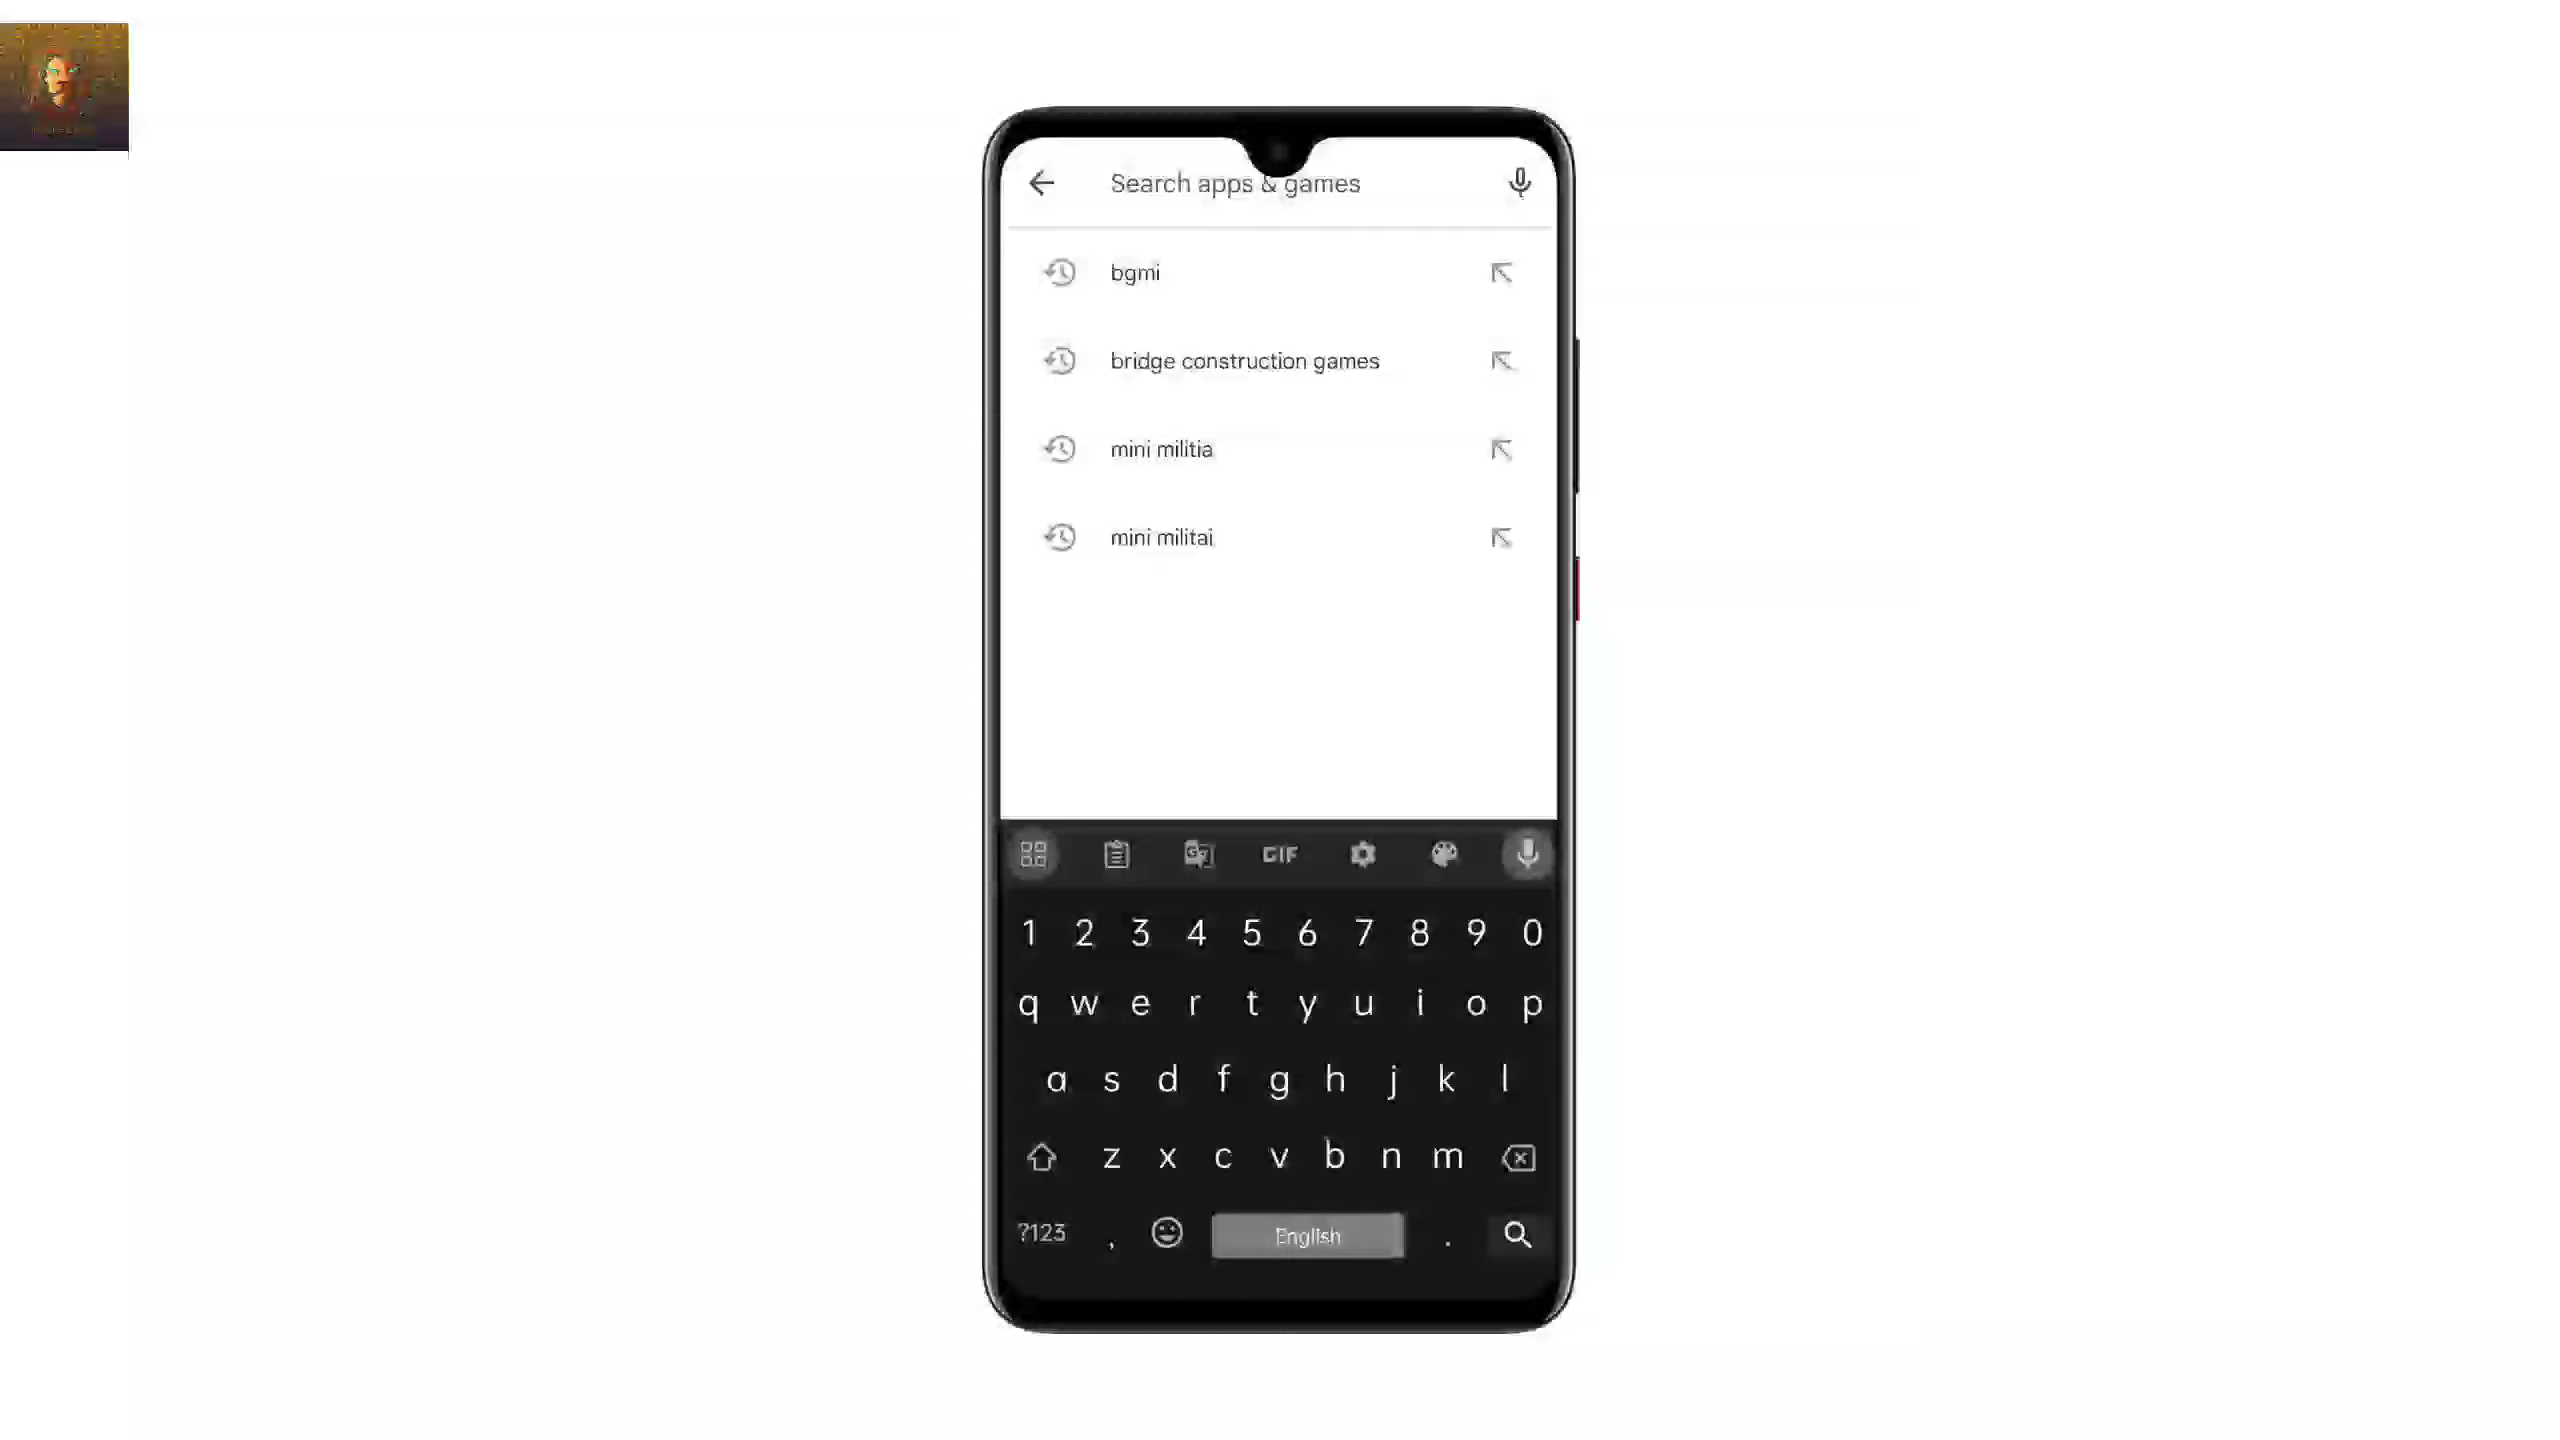 Search apps & games
bgmi
bridge construction games
mini militia
mini militai
GIF
1 2 3 4 5 6 7 8 9 0
q w e r t y u i o p
a s d f g h j k l
z x c v b n m
?123 , English .